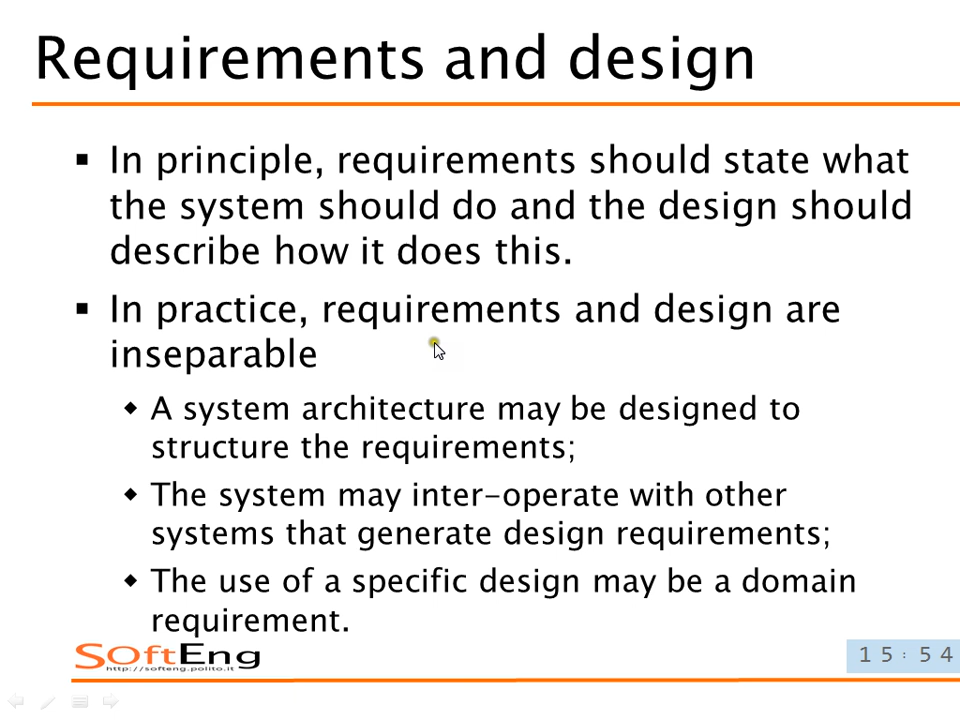 Requirements and design
▪ In principle, requirements should state what
the system should do and the design should
describe how it does this.
▪ In practice, requirements and design are
inseparable
◆ A system architecture may be designed to
structure the requirements;
◆ The system may inter-operate with other
systems that generate design requirements;
◆ The use of a specific design may be a domain
requirement.
SOftEng
http://softeng.polito.it
15:54